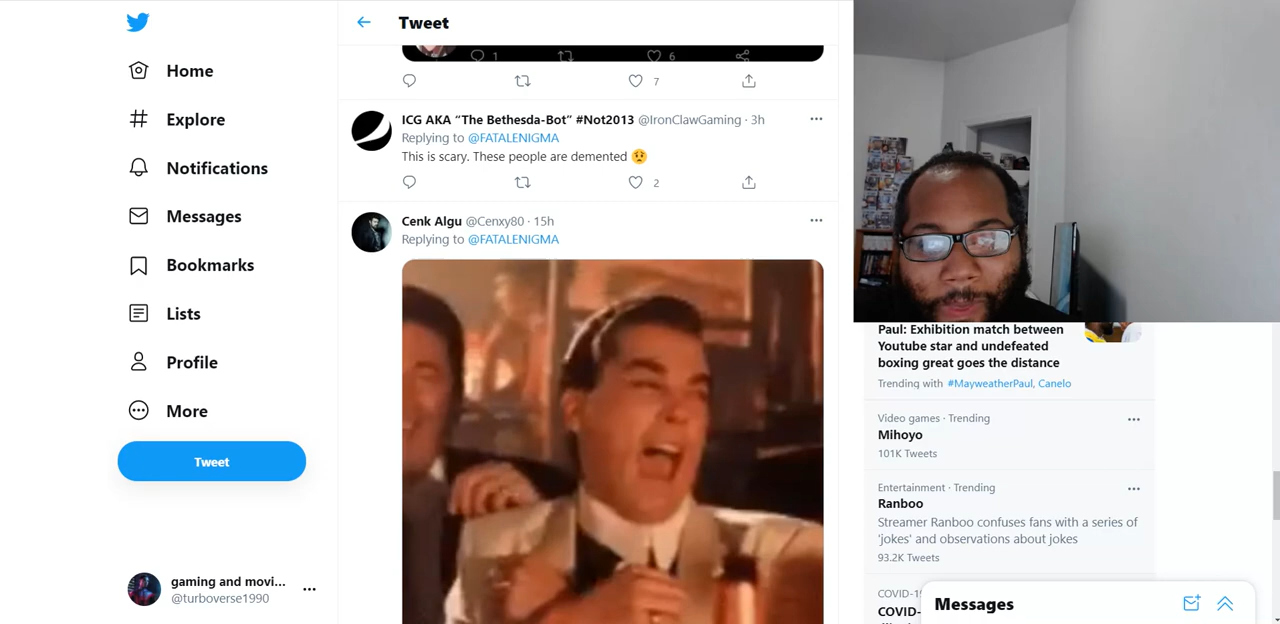 Home
Explore
Notifications
Messages
Bookmarks
Lists
Profile
More
Tweet
gaming and movi...
@turboverse1990
Tweet
1
6
7
ICG AKA “The Bethesda-Bot” #Not2013 @IronClawGaming · 3h
Replying to @FATALENIGMA
This is scary. These people are demented 😟
2
Cenk Algu @Cenxy80 · 15h
Replying to @FATALENIGMA
Paul: Exhibition match between
Youtube star and undefeated
boxing great goes the distance
Trending with #MayweatherPaul, Canelo
Video games · Trending
Mihoyo
101K Tweets
Entertainment · Trending
Ranboo
Streamer Ranboo confuses fans with a series of
'jokes' and observations about jokes
93.2K Tweets
COVID-
Messages